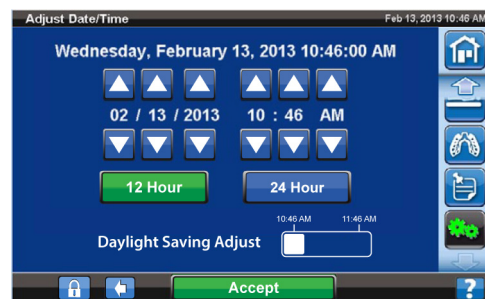 Adjust Date/Time Feb 13, 2013 10:46 AM
Wednesday, February 13, 2013 10:46:00 AM
02 / 13 / 2013 10 : 46 AM
12 Hour 24 Hour
10:46 AM 11:46 AM
Daylight Saving Adjust
Accept
?